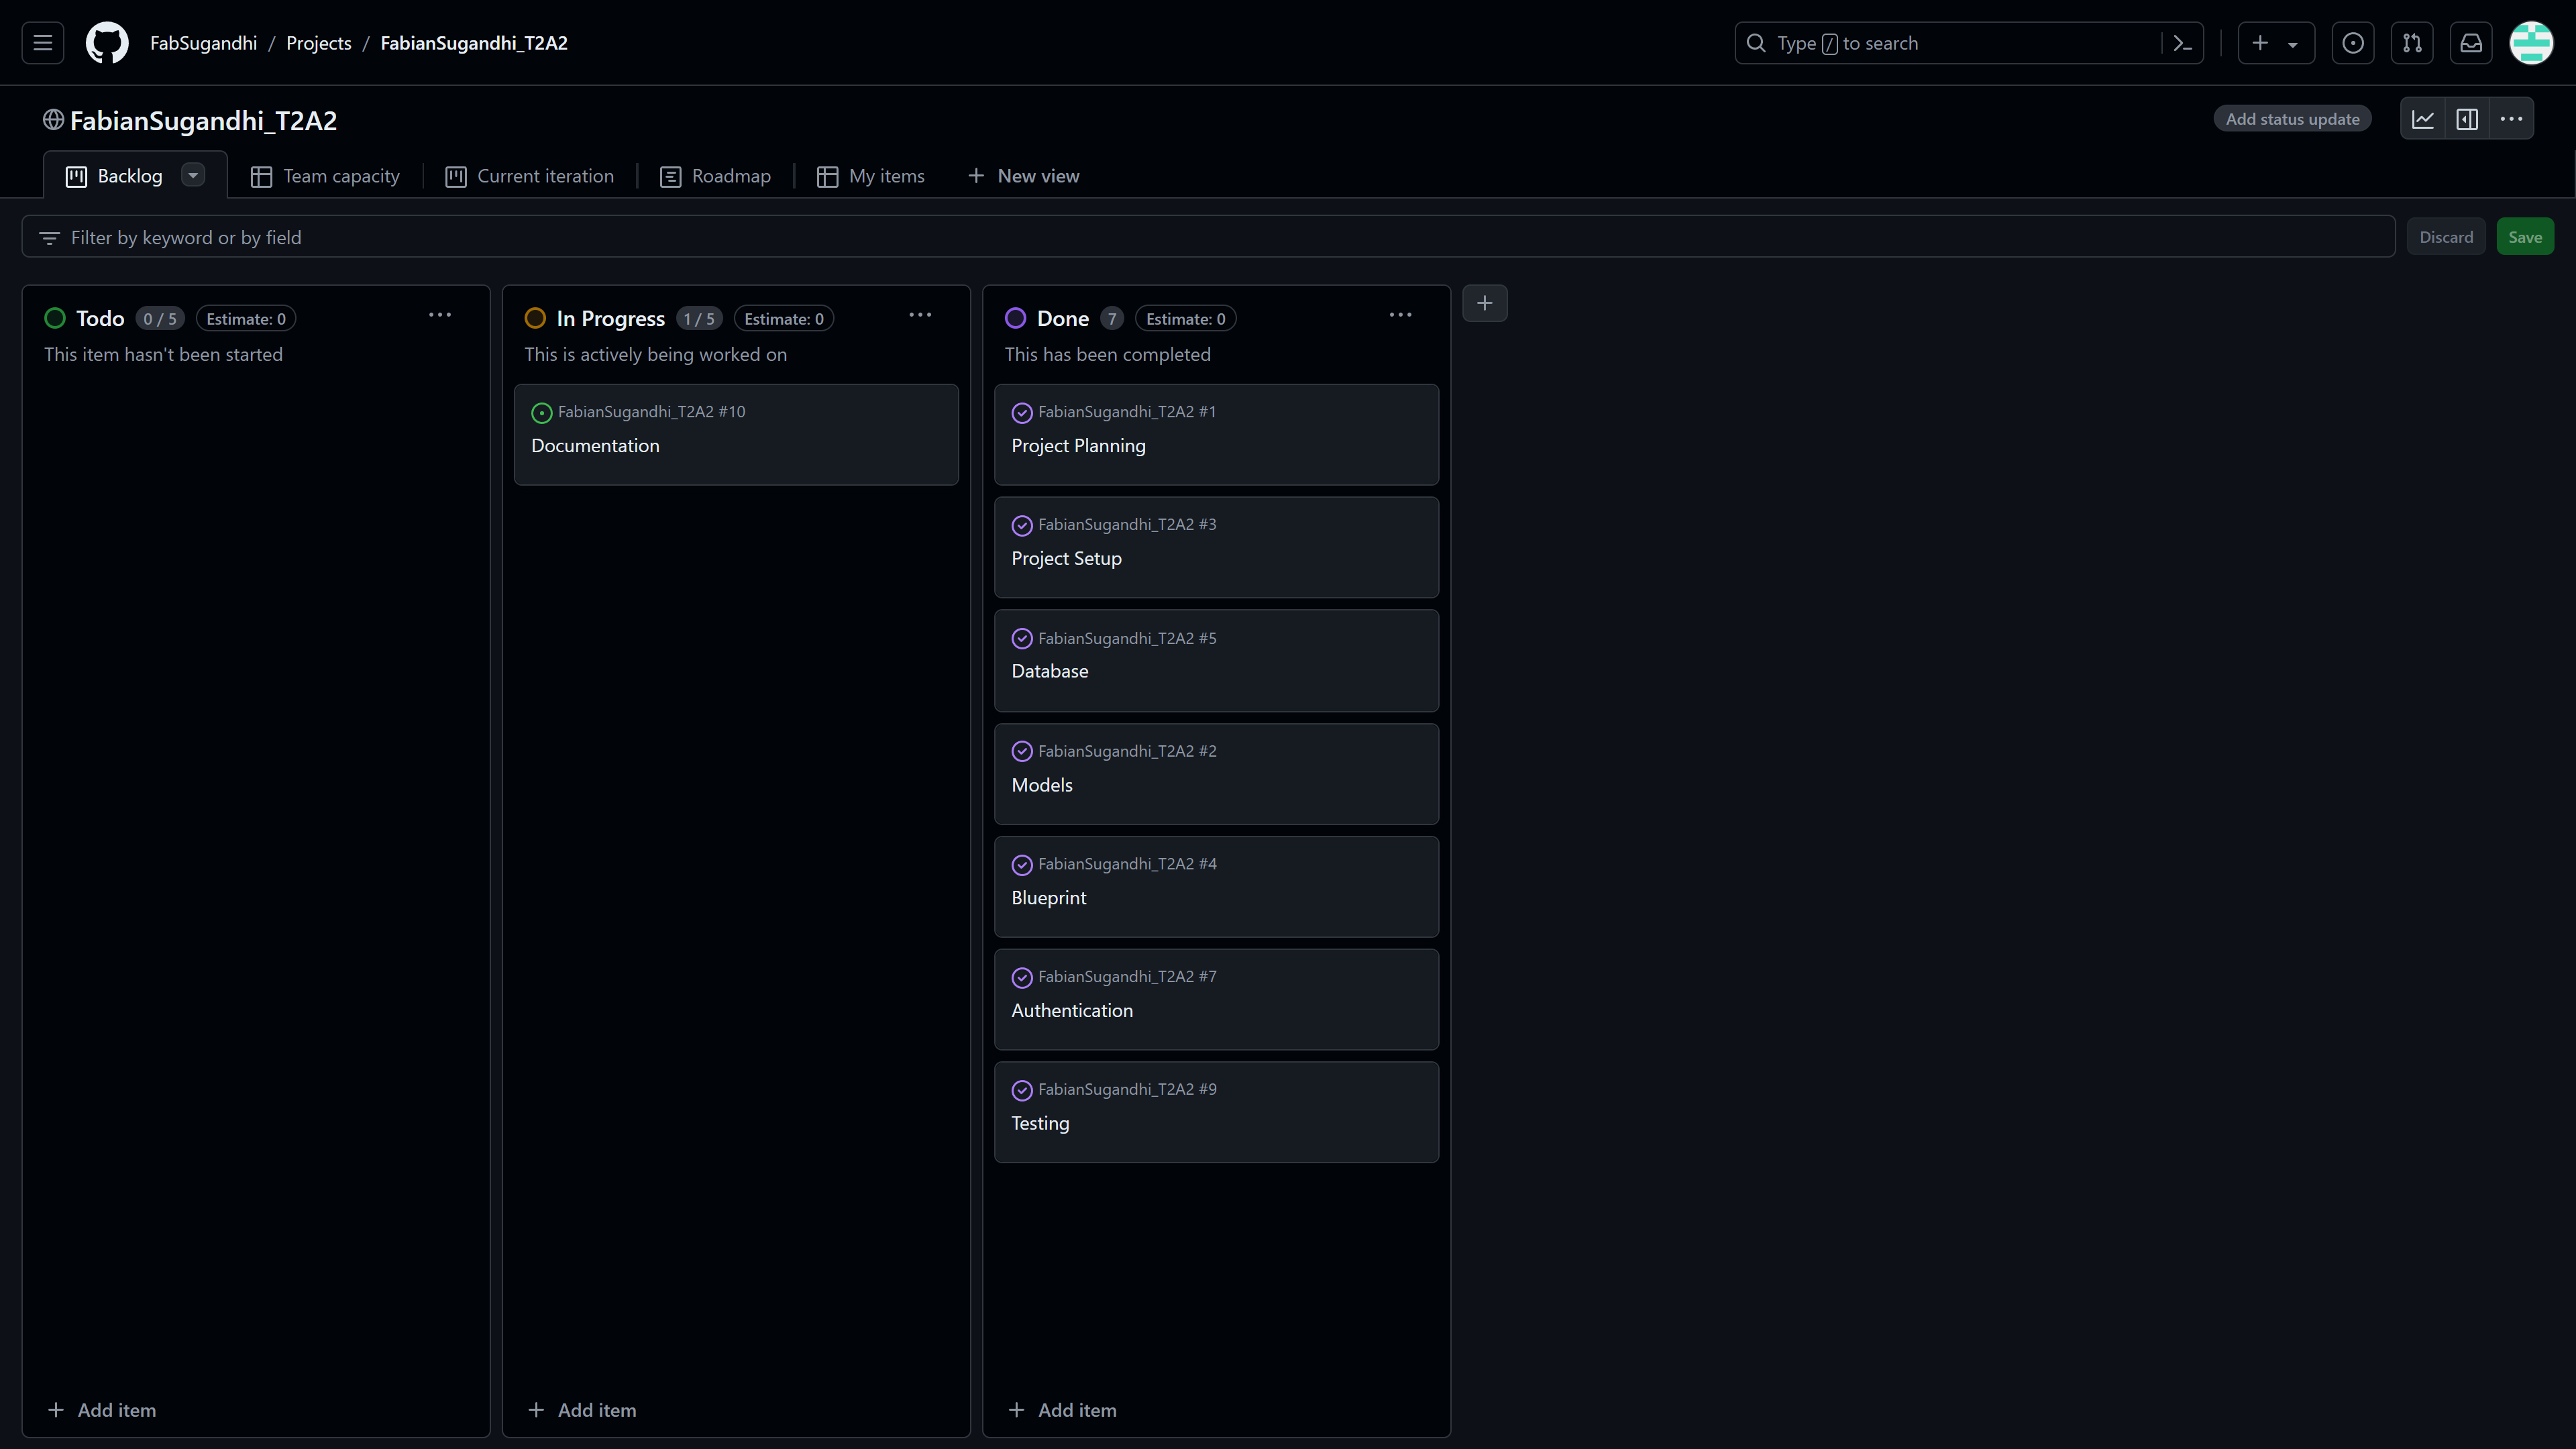 FabSugandhi / Projects / FabianSugandhi_T2A2
Type / to search
FabianSugandhi_T2A2
Add status update
Backlog
Team capacity
Current iteration
Roadmap
My items
New view
Filter by keyword or by field
Discard
Save
Todo 0 / 5 Estimate: 0
This item hasn't been started
Add item
In Progress 1 / 5 Estimate: 0
This is actively being worked on
FabianSugandhi_T2A2 #10
Documentation
Add item
Done 7 Estimate: 0
This has been completed
FabianSugandhi_T2A2 #1
Project Planning
FabianSugandhi_T2A2 #3
Project Setup
FabianSugandhi_T2A2 #5
Database
FabianSugandhi_T2A2 #2
Models
FabianSugandhi_T2A2 #4
Blueprint
FabianSugandhi_T2A2 #7
Authentication
FabianSugandhi_T2A2 #9
Testing
Add item